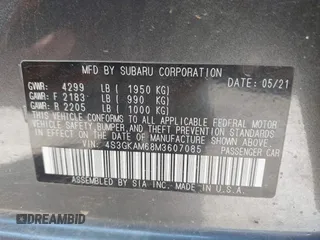 MFD BY SUBARU CORPORATION
DATE: 05/21
GVWR: 4299 LB ( 1950 KG)
GAWR: F 2183 LB ( 990 KG)
GAWR: R 2205 LB ( 1000 KG)
THIS VEHICLE CONFORMS TO ALL APPLICABLE FEDERAL MOTOR
VEHICLE SAFETY, BUMPER, AND THEFT PREVENTION STANDARDS
IN EFFECT ON THE DATE OF MANUFACTURE SHOWN ABOVE.
VIN: 4S3GKAM68M3607085
PASSENGER CAR
ASSEMBLED BY SIA INC. MADE IN U.S.A.
DREAMBID